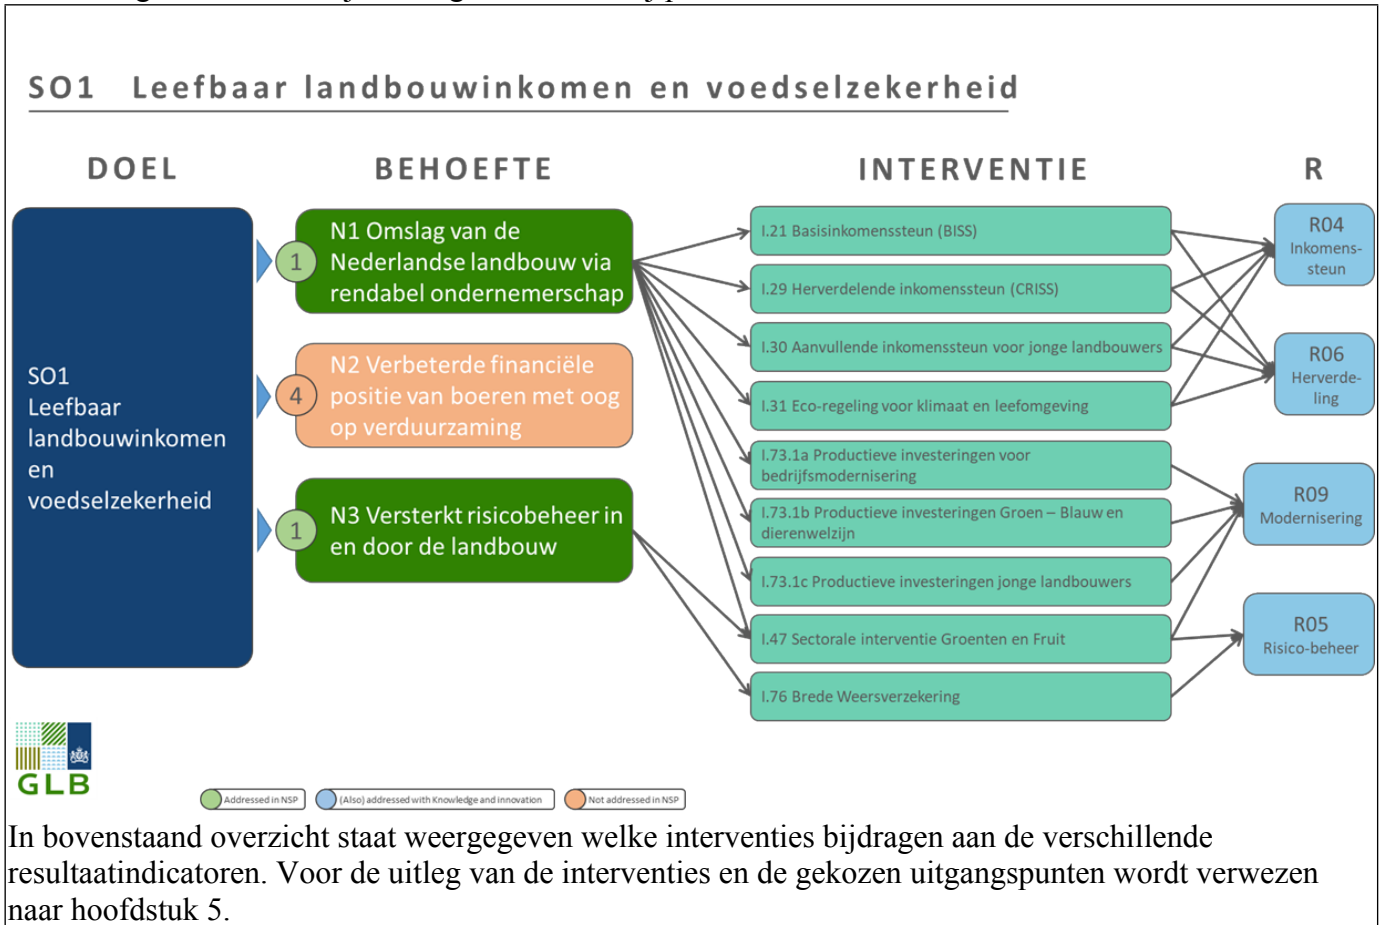 SO1 Leefbaar landbouwinkomen en voedselzekerheid
DOEL
BEHOEFTE
INTERVENTIE
R
SO1
Leefbaar
landbouwinkomen
en
voedselzekerheid
1
N1 Omslag van de
Nederlandse landbouw via
rendabel ondernemerschap
4
N2 Verbeterde financiële
positie van boeren met oog
op verduurzaming
1
N3 Versterkt risicobeheer in
en door de landbouw
I.21 Basisinkomenssteun (BISS)
I.29 Herverdelende inkomenssteun (CRISS)
I.30 Aanvullende inkomenssteun voor jonge landbouwers
I.31 Eco-regeling voor klimaat en leefomgeving
I.73.1a Productieve investeringen voor
bedrijfsmodernisering
I.73.1b Productieve investeringen Groen – Blauw en
dierenwelzijn
I.73.1c Productieve investeringen jonge landbouwers
I.47 Sectorale interventie Groenten en Fruit
I.76 Brede Weersverzekering
R04
Inkomens-
steun
R06
Herverde-
ling
R09
Modernisering
R05
Risico-beheer
GLB
Addressed in NSP
(Also) addressed with Knowledge and innovation
Not addressed in NSP
In bovenstaand overzicht staat weergegeven welke interventies bijdragen aan de verschillende
resultaatindicatoren. Voor de uitleg van de interventies en de gekozen uitgangspunten wordt verwezen
naar hoofdstuk 5.